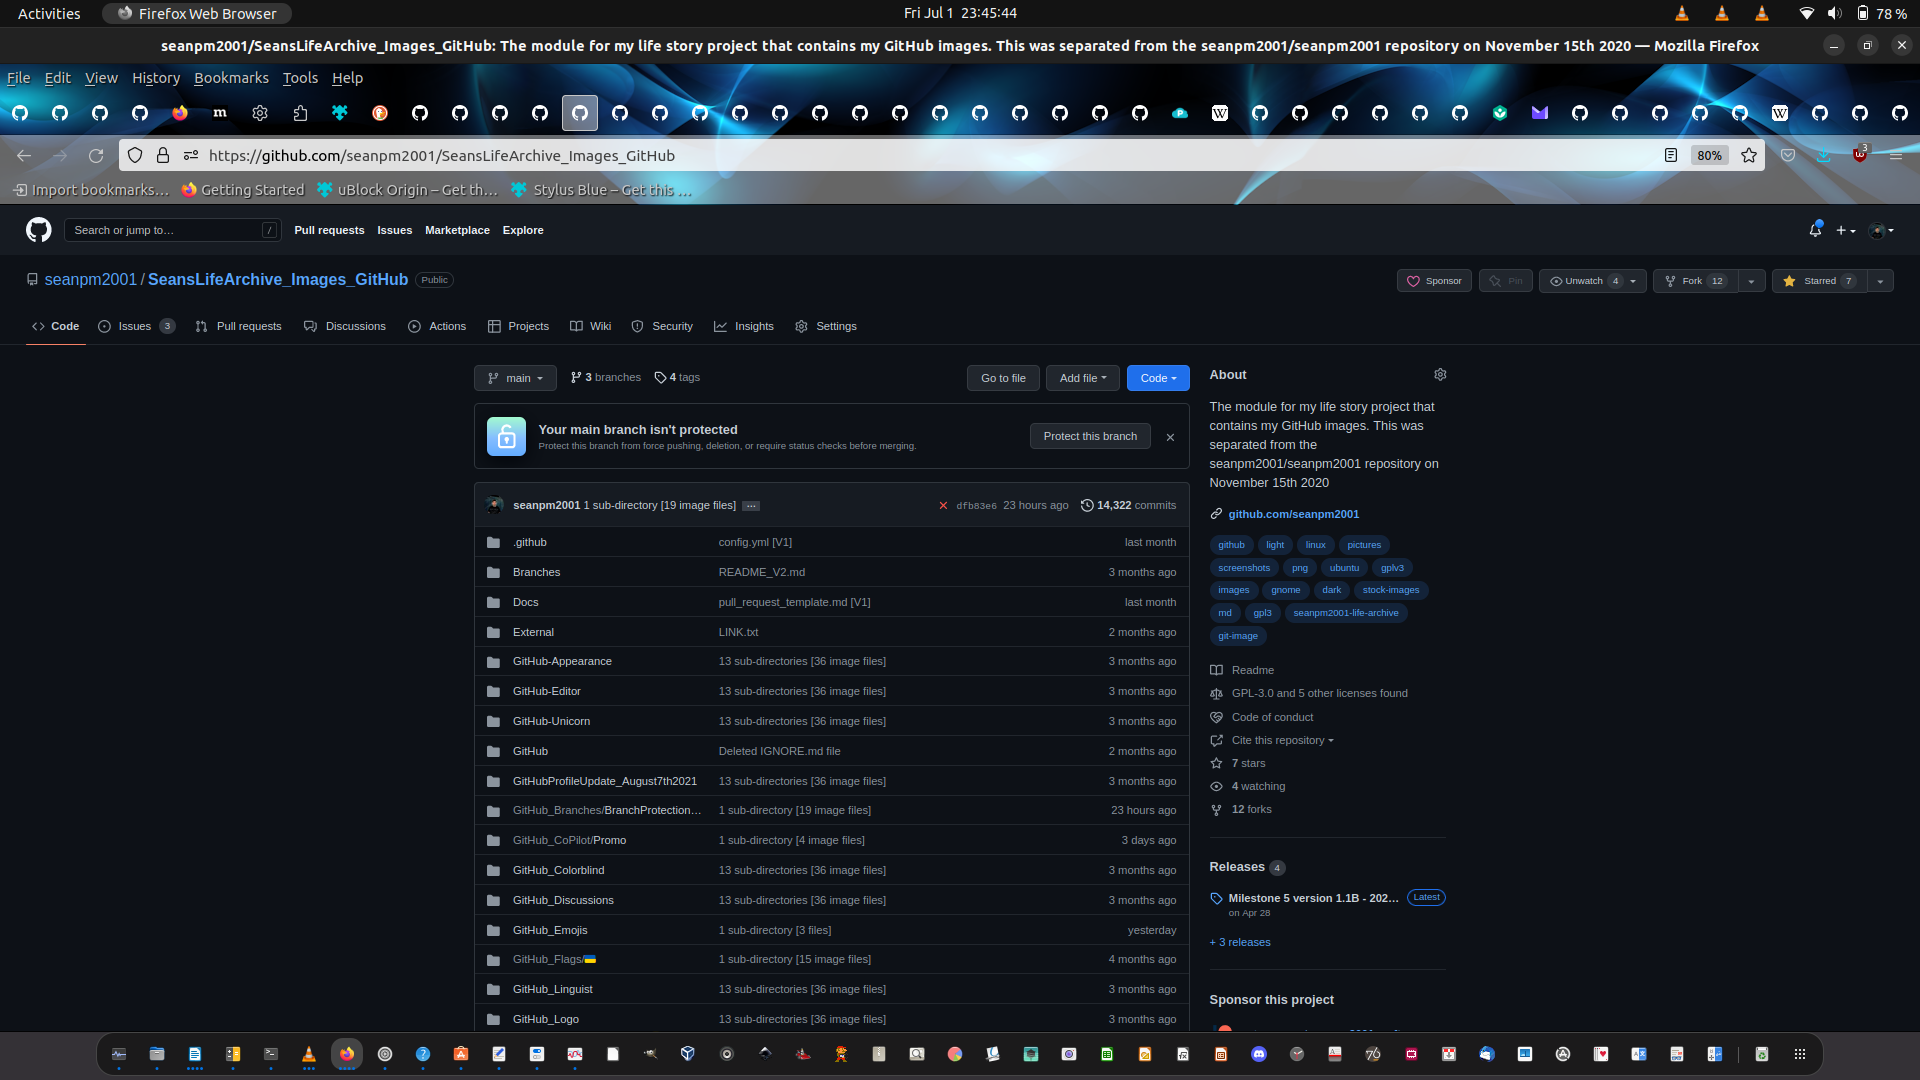 Activities
Firefox Web Browser
Fri Jul 1 23:45:44
78 %
seanpm2001/SeansLifeArchive_Images_GitHub: The module for my life story project that contains my GitHub images. This was separated from the seanpm2001/seanpm2001 repository on November 15th 2020 — Mozilla Firefox
File Edit View History Bookmarks Tools Help
https://github.com/seanpm2001/SeansLifeArchive_Images_GitHub
80%
3
Import bookmarks…
Getting Started
uBlock Origin – Get th…
Stylus Blue – Get this …
Search or jump to…
/
Pull requests
Issues
Marketplace
Explore
seanpm2001 / SeansLifeArchive_Images_GitHub
Public
Sponsor
Pin
Unwatch 4
Fork 12
Starred 7
Code
Issues 3
Pull requests
Discussions
Actions
Projects
Wiki
Security
Insights
Settings
main
3 branches
4 tags
Go to file
Add file
Code
Your main branch isn't protected
Protect this branch from force pushing, deletion, or require status checks before merging.
Protect this branch
seanpm2001 1 sub-directory [19 image files] …
dfb83e6 23 hours ago
14,322 commits
.github config.yml [V1] last month
Branches README_V2.md 3 months ago
Docs pull_request_template.md [V1] last month
External LINK.txt 2 months ago
GitHub-Appearance 13 sub-directories [36 image files] 3 months ago
GitHub-Editor 13 sub-directories [36 image files] 3 months ago
GitHub-Unicorn 13 sub-directories [36 image files] 3 months ago
GitHub Deleted IGNORE.md file 2 months ago
GitHubProfileUpdate_August7th2021 13 sub-directories [36 image files] 3 months ago
GitHub_Branches/BranchProtection… 1 sub-directory [19 image files] 23 hours ago
GitHub_CoPilot/Promo 1 sub-directory [4 image files] 3 days ago
GitHub_Colorblind 13 sub-directories [36 image files] 3 months ago
GitHub_Discussions 13 sub-directories [36 image files] 3 months ago
GitHub_Emojis 1 sub-directory [3 files] yesterday
GitHub_Flags/🇺🇦 1 sub-directory [15 image files] 4 months ago
GitHub_Linguist 13 sub-directories [36 image files] 3 months ago
GitHub_Logo 13 sub-directories [36 image files] 3 months ago
About
The module for my life story project that
contains my GitHub images. This was
separated from the
seanpm2001/seanpm2001 repository on
November 15th 2020
github.com/seanpm2001
github light linux pictures
screenshots png ubuntu gplv3
images gnome dark stock-images
md gpl3 seanpm2001-life-archive
git-image
Readme
GPL-3.0 and 5 other licenses found
Code of conduct
Cite this repository
7 stars
4 watching
12 forks
Releases 4
Milestone 5 version 1.1B - 202…
Latest
on Apr 28
+ 3 releases
Sponsor this project